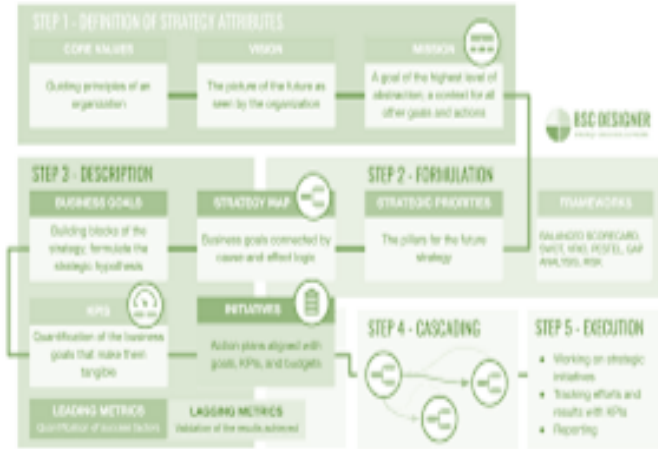 STEP 1 - DEFINITION OF STRATEGY ATTRIBUTES
CORE VALUES
Guiding principles of an
organization
VISION
The picture of the future as
seen by the organization
MISSION
A goal of the highest level of
abstraction, a context for all
other goals and actions
BSC DESIGNER
STEP 2 - FORMULATION
STRATEGIC PRIORITIES
The pillars for the future
strategy
FRAMEWORKS
BALANCED SCORECARD,
SWOT, VRIO, PESTEL, GAP
ANALYSIS, RISK
STEP 3 - DESCRIPTION
BUSINESS GOALS
Building blocks of the
strategy, formulate the
strategic hypothesis
STRATEGY MAP
Business goals connected by
cause and effect logic
KPIS
Quantification of the business
goals that make them
tangible
INITIATIVES
Action plans aligned with
goals, KPIs, and budgets
LEADING METRICS
Quantification of success factors
LAGGING METRICS
Validation of the results achieved
STEP 4 - CASCADING
STEP 5 - EXECUTION
• Working on strategic
initiatives
• Tracking efforts and
results with KPIs
• Reporting